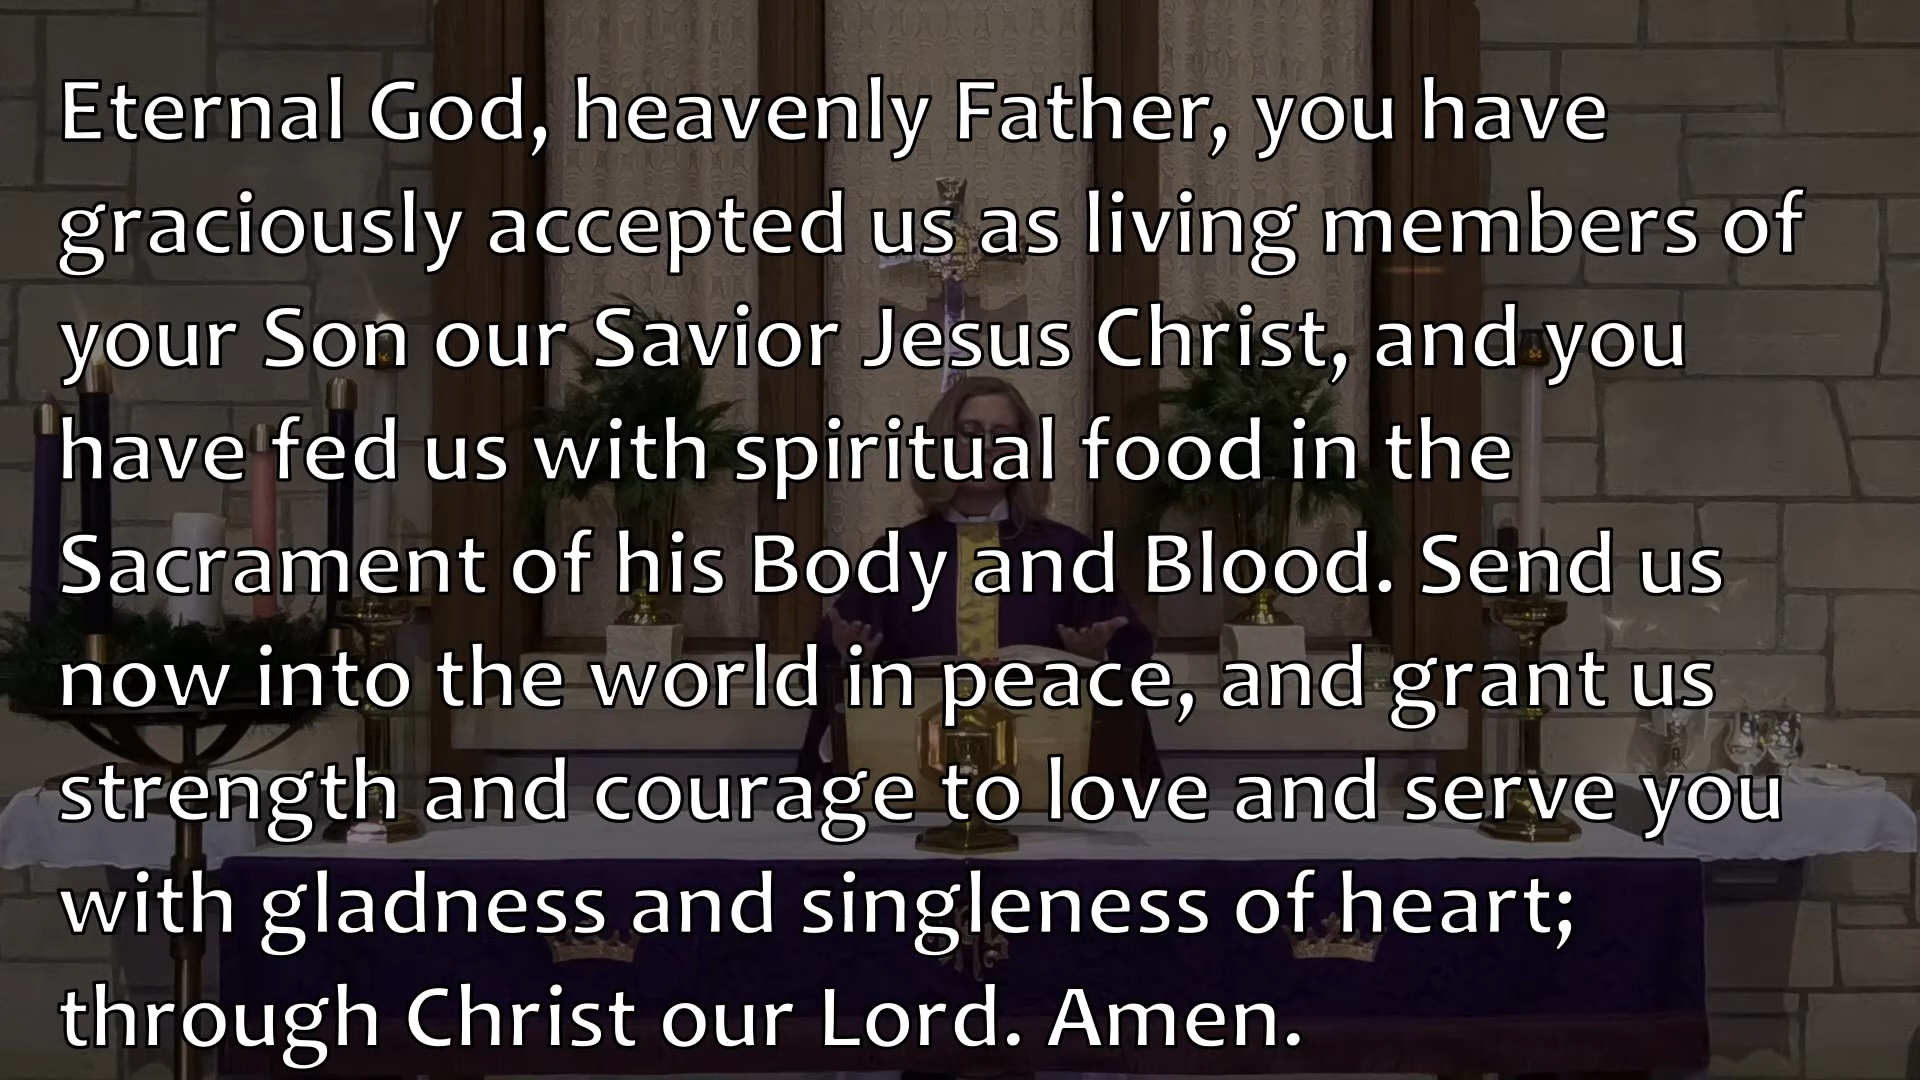 Eternal God, heavenly Father, you have
graciously accepted us as living members of
your Son our Savior Jesus Christ, and you
have fed us with spiritual food in the
Sacrament of his Body and Blood. Send us
now into the world in peace, and grant us
strength and courage to love and serve you
with gladness and singleness of heart;
through Christ our Lord. Amen.